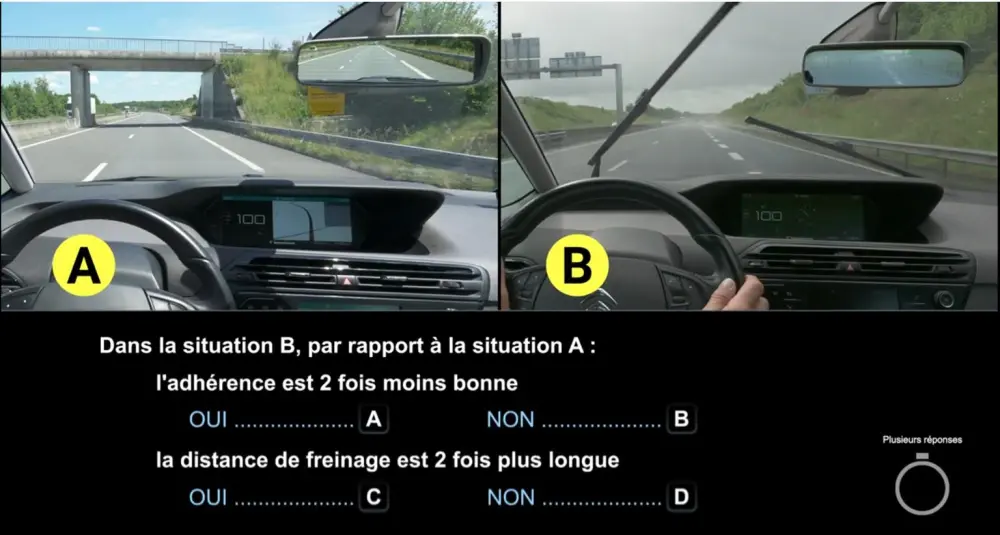 100
100
A
B
Dans la situation B, par rapport à la situation A :
l'adhérence est 2 fois moins bonne
OUI ..................... A NON ..................... B
la distance de freinage est 2 fois plus longue
OUI ..................... C NON ..................... D
Plusieurs réponses